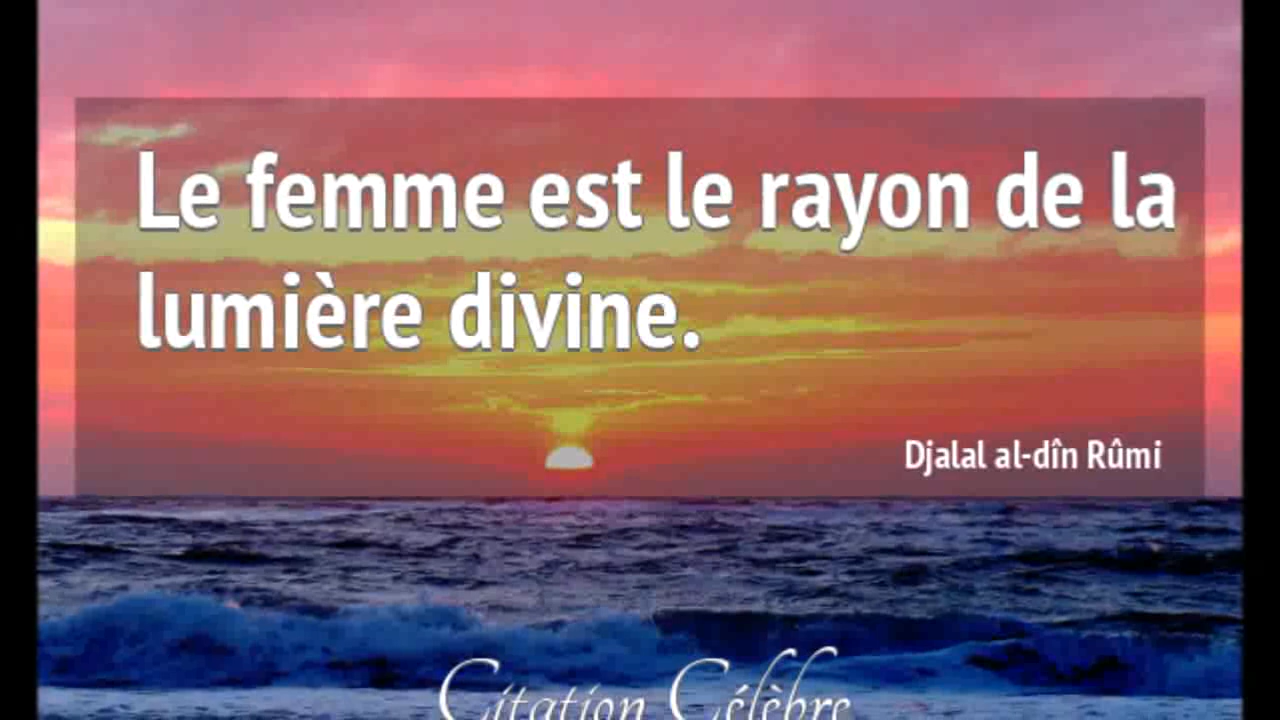 Le femme est le rayon de la
lumière divine.
Djalal al-dîn Rûmi
Citation Célèbre